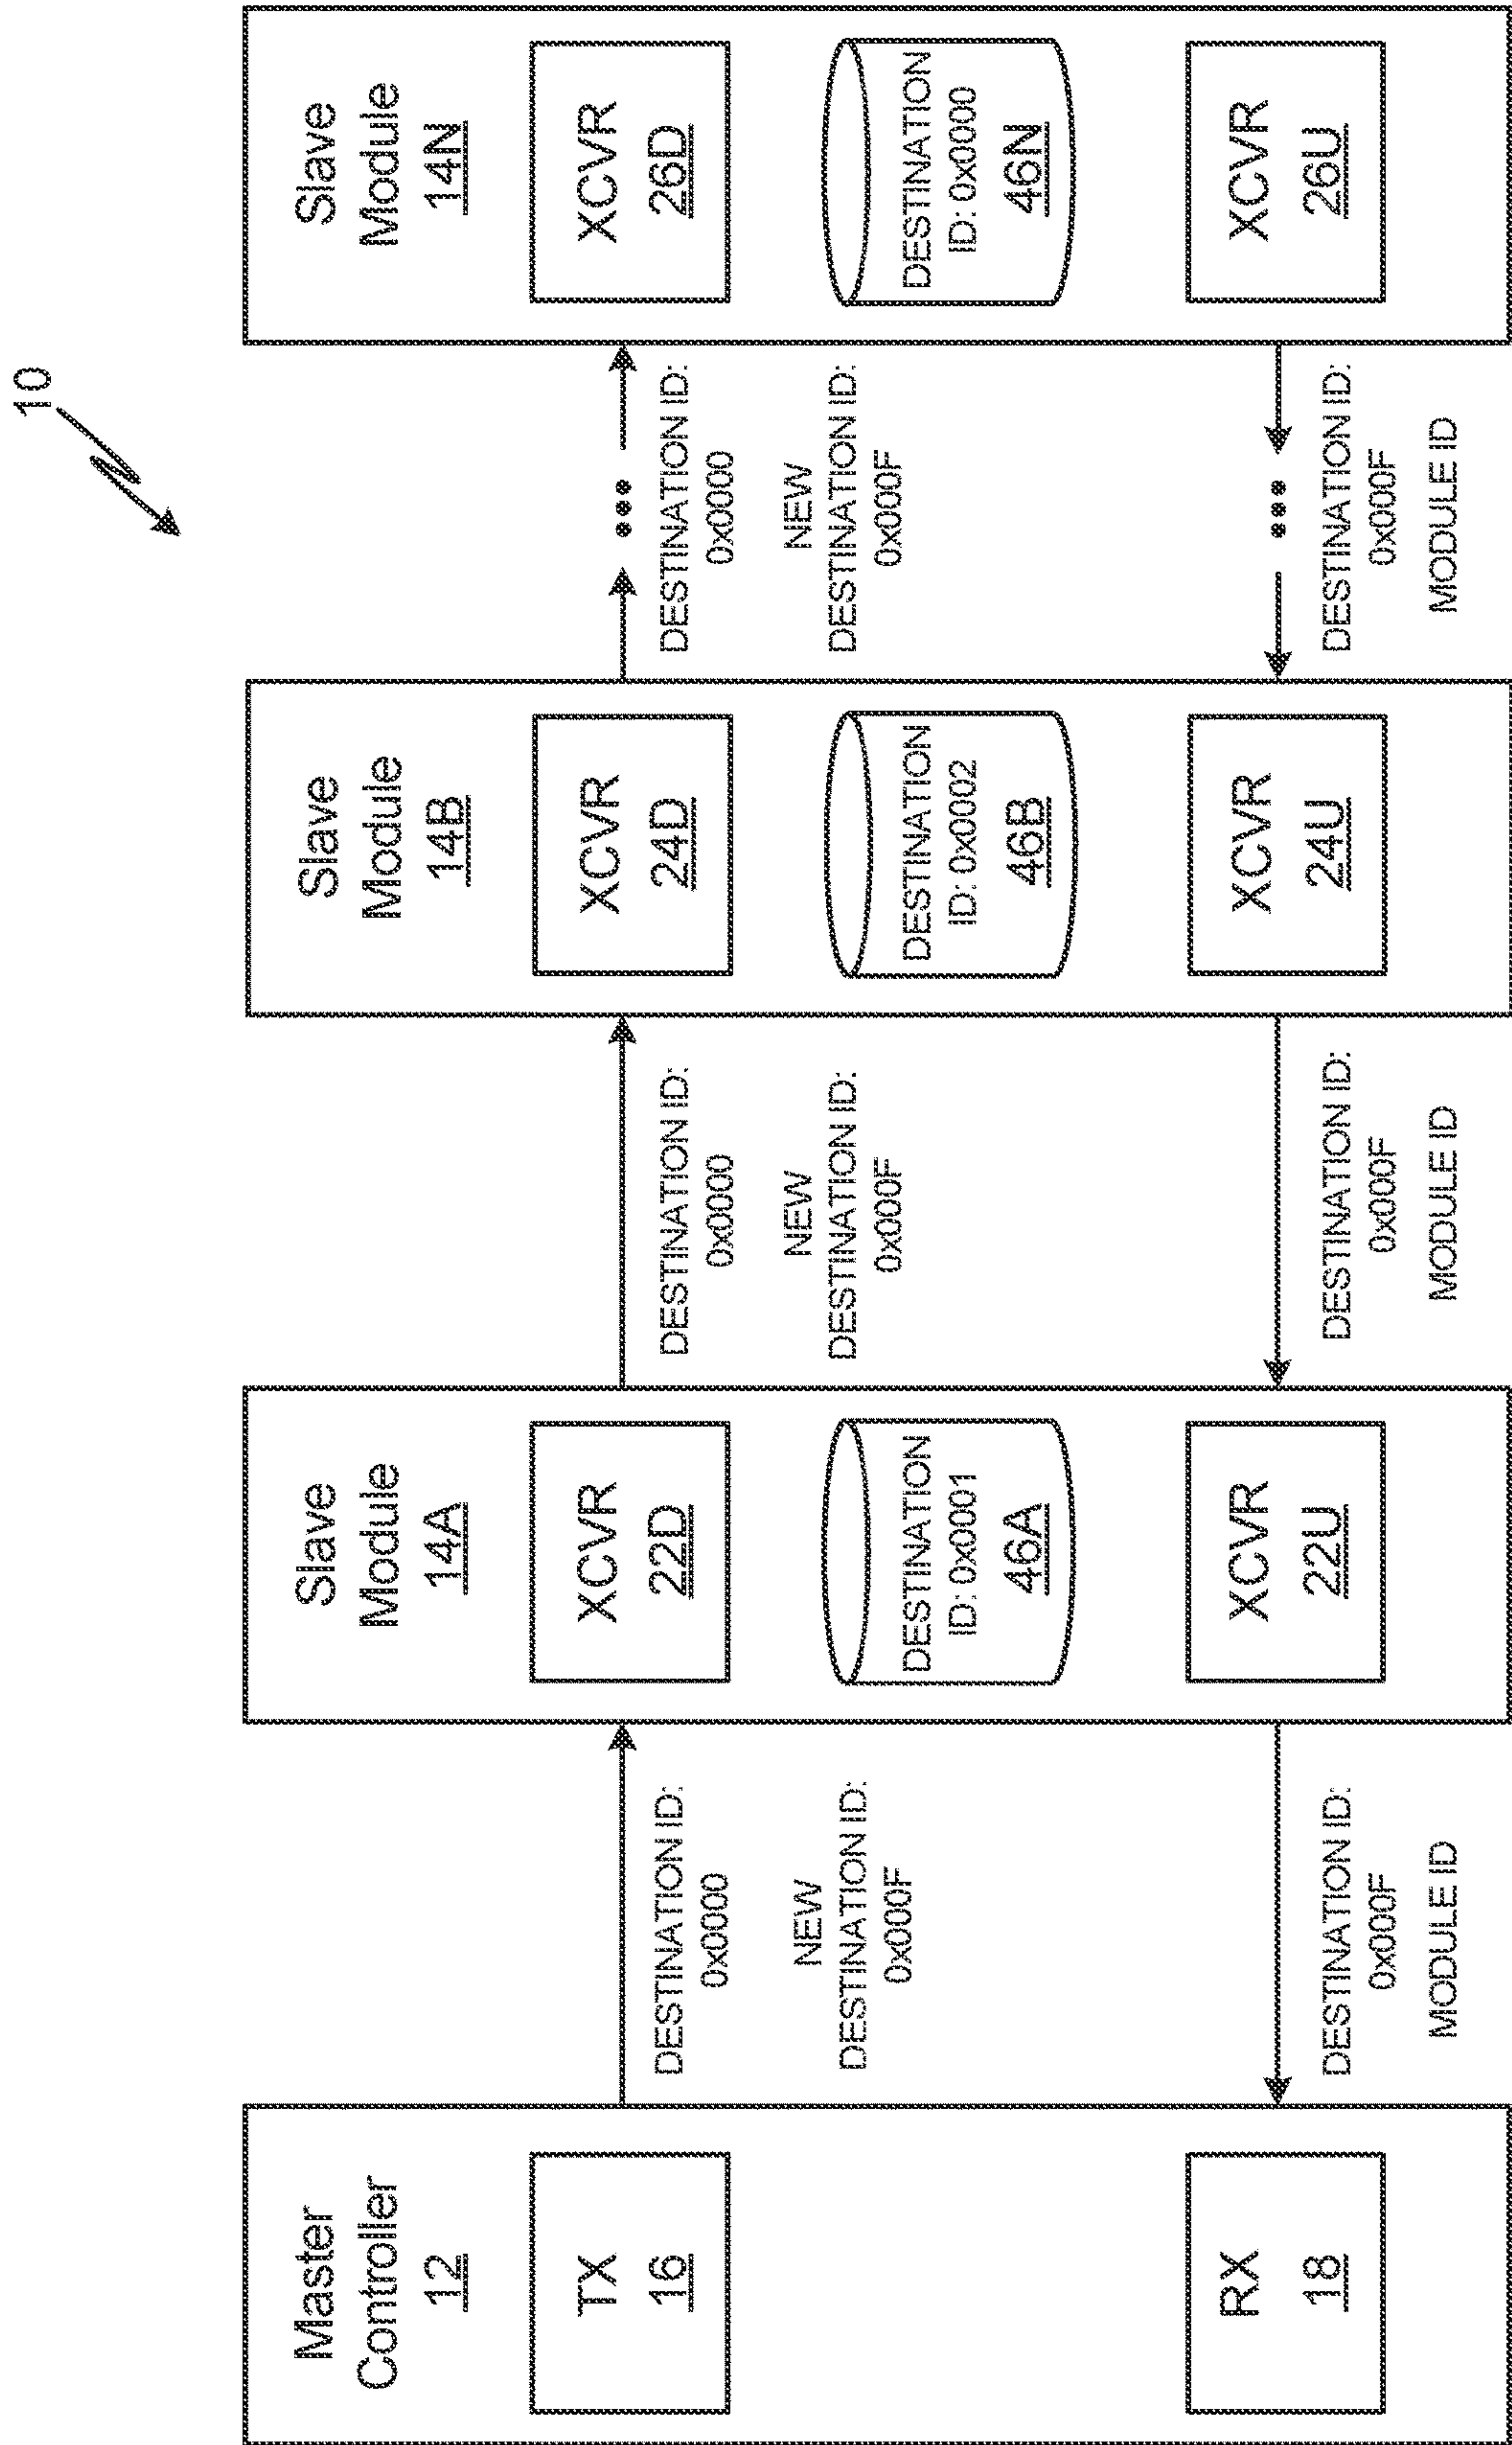 10
Master
Controller
12
TX
16
RX
18
DESTINATION ID:
0x0000
NEW
DESTINATION ID:
0x000F
DESTINATION ID:
0x000F
MODULE ID
Slave
Module
14A
XCVR
22D
DESTINATION
ID: 0x0001
46A
XCVR
22U
DESTINATION ID:
0x0000
NEW
DESTINATION ID:
0x000F
DESTINATION ID:
0x000F
MODULE ID
Slave
Module
14B
XCVR
24D
DESTINATION
ID: 0x0002
46B
XCVR
24U
DESTINATION ID:
0x0000
NEW
DESTINATION ID:
0x000F
DESTINATION ID:
0x000F
MODULE ID
Slave
Module
14N
XCVR
26D
DESTINATION
ID: 0x0000
46N
XCVR
26U